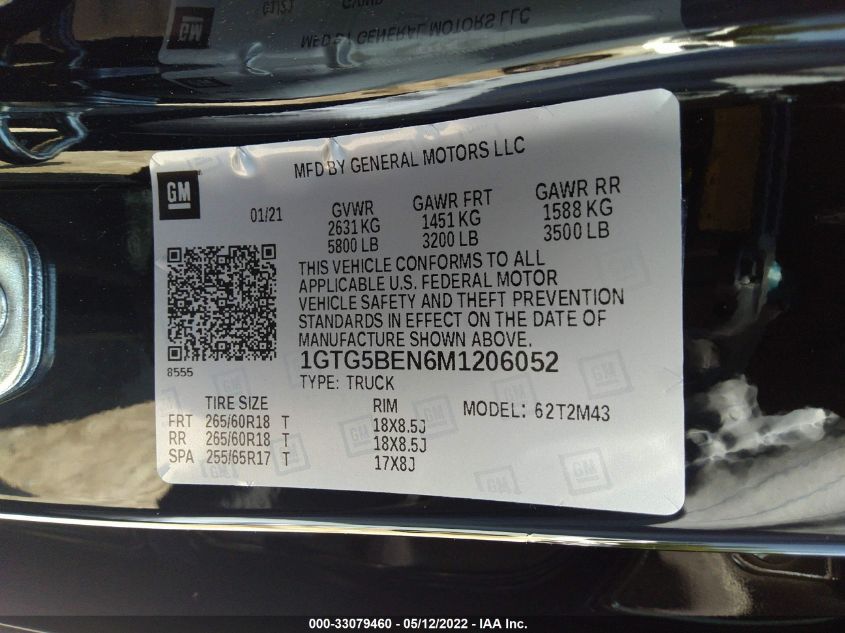 MFD BY GENERAL MOTORS LLC
GM
01/21
GVWR GAWR FRT GAWR RR
2631 KG 1451 KG 1588 KG
5800 LB 3200 LB 3500 LB
THIS VEHICLE CONFORMS TO ALL
APPLICABLE U.S. FEDERAL MOTOR
VEHICLE SAFETY AND THEFT PREVENTION
STANDARDS IN EFFECT ON THE DATE OF
MANUFACTURE SHOWN ABOVE.
8555
1GTG5BEN6M1206052
TYPE: TRUCK
TIRE SIZE RIM MODEL: 62T2M43
FRT 265/60R18 T 18X8.5J
RR 265/60R18 T 18X8.5J
SPA 255/65R17 T 17X8J
000-33079460 - 05/12/2022 - IAA Inc.